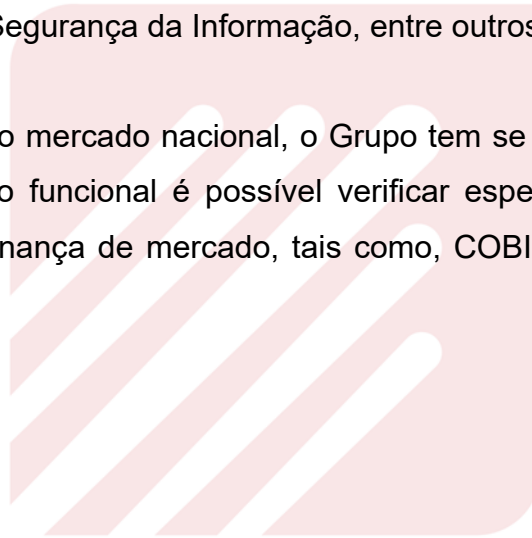 Segurança da Informação, entre outros
o mercado nacional, o Grupo tem se
o funcional é possível verificar espe
nança de mercado, tais como, COBI